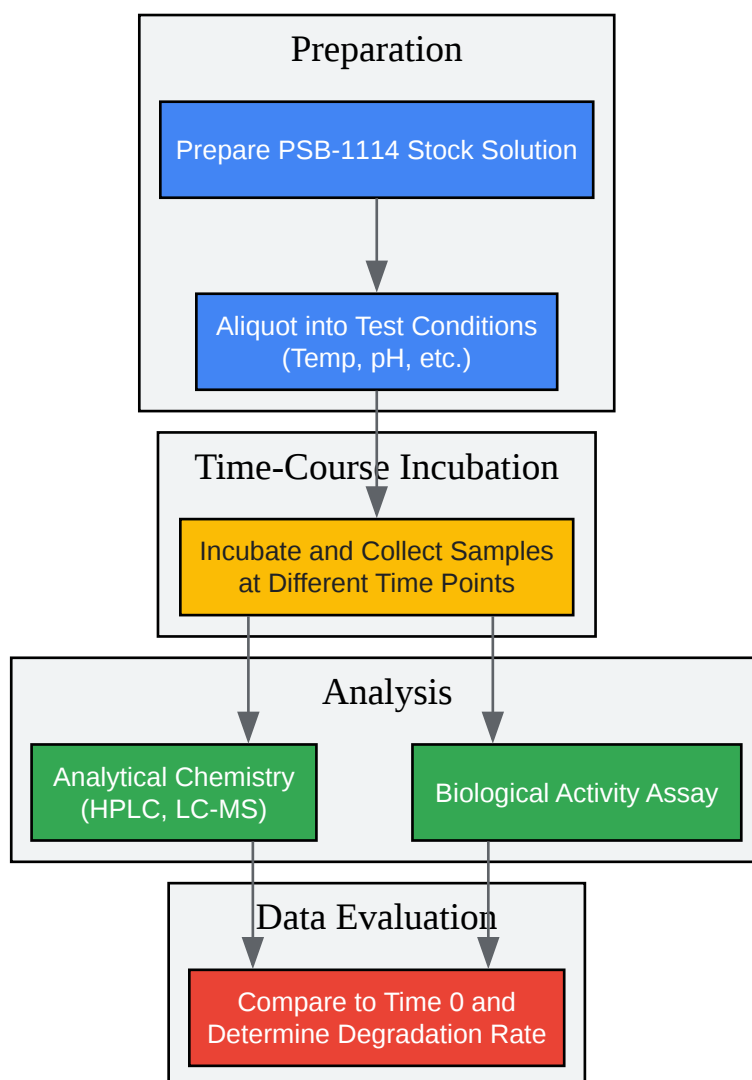 Preparation
Prepare PSB-1114 Stock Solution
Aliquot into Test Conditions
(Temp, pH, etc.)
Time-Course Incubation
Incubate and Collect Samples
at Different Time Points
Analysis
Analytical Chemistry
(HPLC, LC-MS)
Biological Activity Assay
Data Evaluation
Compare to Time 0 and
Determine Degradation Rate